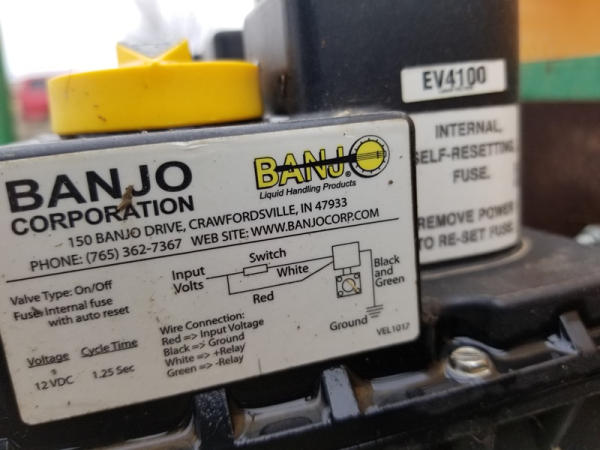 EV4100
INTERNAL,
SELF-RESETTING
FUSE.
REMOVE POWER
TO RE-SET FUSE.
BANJO
CORPORATION
BANJO®
Liquid Handling Products
150 BANJO DRIVE, CRAWFORDSVILLE, IN 47933
PHONE: (765) 362-7367 WEB SITE: WWW.BANJOCORP.COM
Valve Type: On/Off
Fuse: Internal fuse
with auto reset
Voltage Cycle Time
12 VDC 1.25 Sec
Input
Volts
Switch
White
Red
Black
and
Green
Ground
Wire Connection:
Red => Input Voltage
Black => Ground
White => +Relay
Green => -Relay
VEL1017